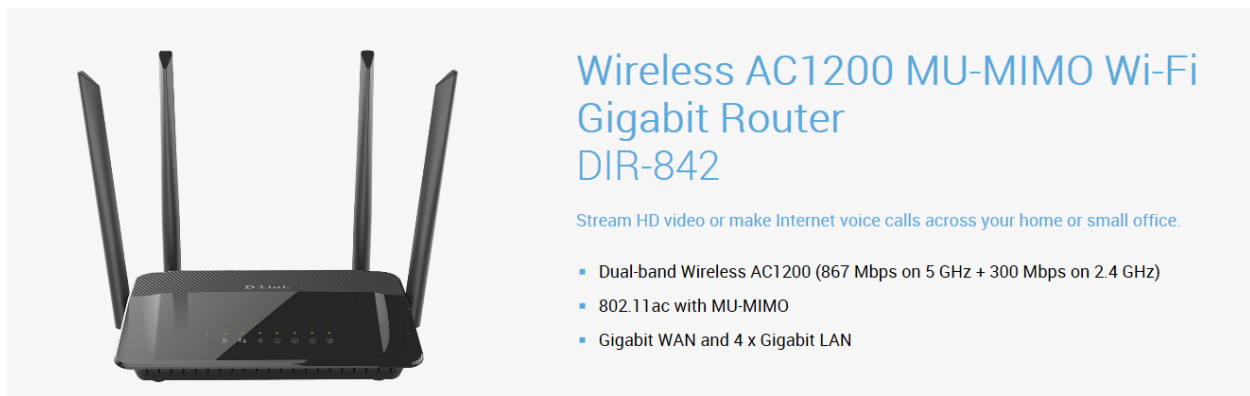 Wireless AC1200 MU-MIMO Wi-Fi
Gigabit Router
DIR-842
Stream HD video or make Internet voice calls across your home or small office.
Dual-band Wireless AC1200 (867 Mbps on 5 GHz + 300 Mbps on 2.4 GHz)
802.11ac with MU-MIMO
Gigabit WAN and 4 x Gigabit LAN
D-Link